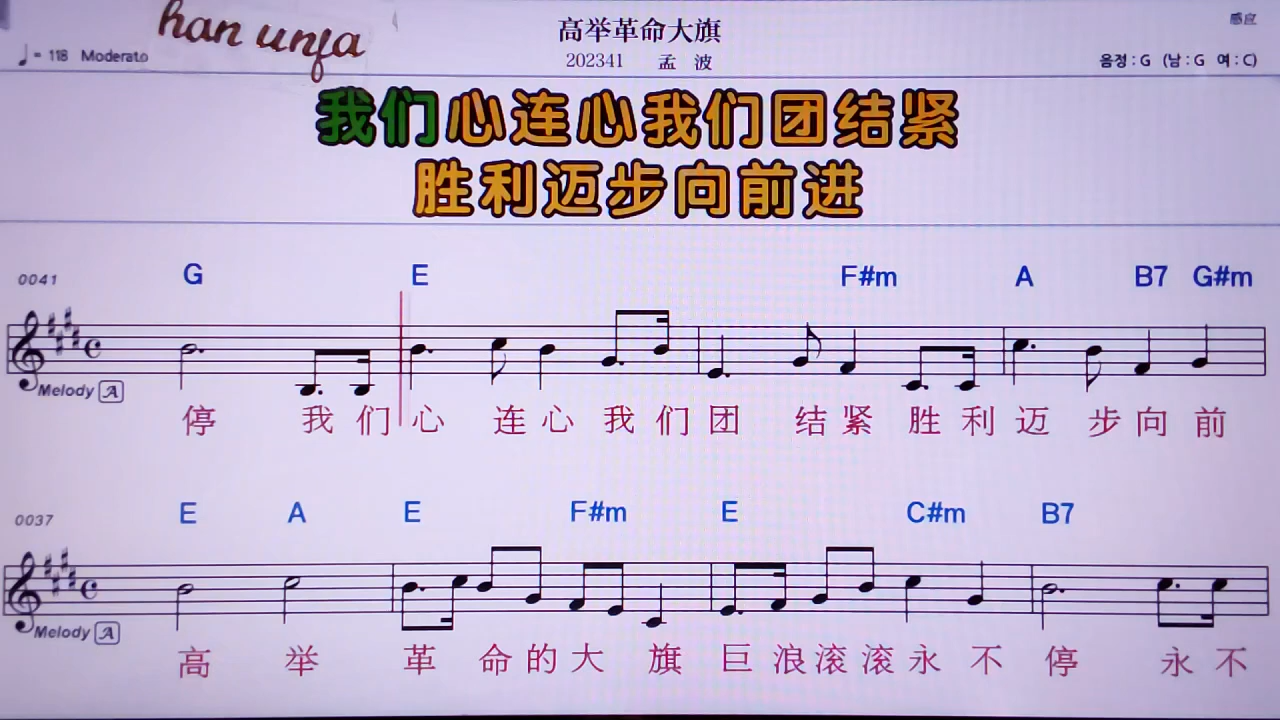 han unfa
高举革命大旗
感应
♩= 118 Moderato
202341 孟 波
음정 : G (남 : G 여 : C)
我们心连心我们团结紧
胜利迈步向前进
0041
G E F#m A B7 G#m
Melody A
停 我 们 心 连 心 我 们 团 结 紧 胜 利 迈 步 向 前
0037
E A E F#m E C#m B7
Melody A
高 举 革 命 的 大 旗 巨 浪 滚 滚 永 不 停 永 不